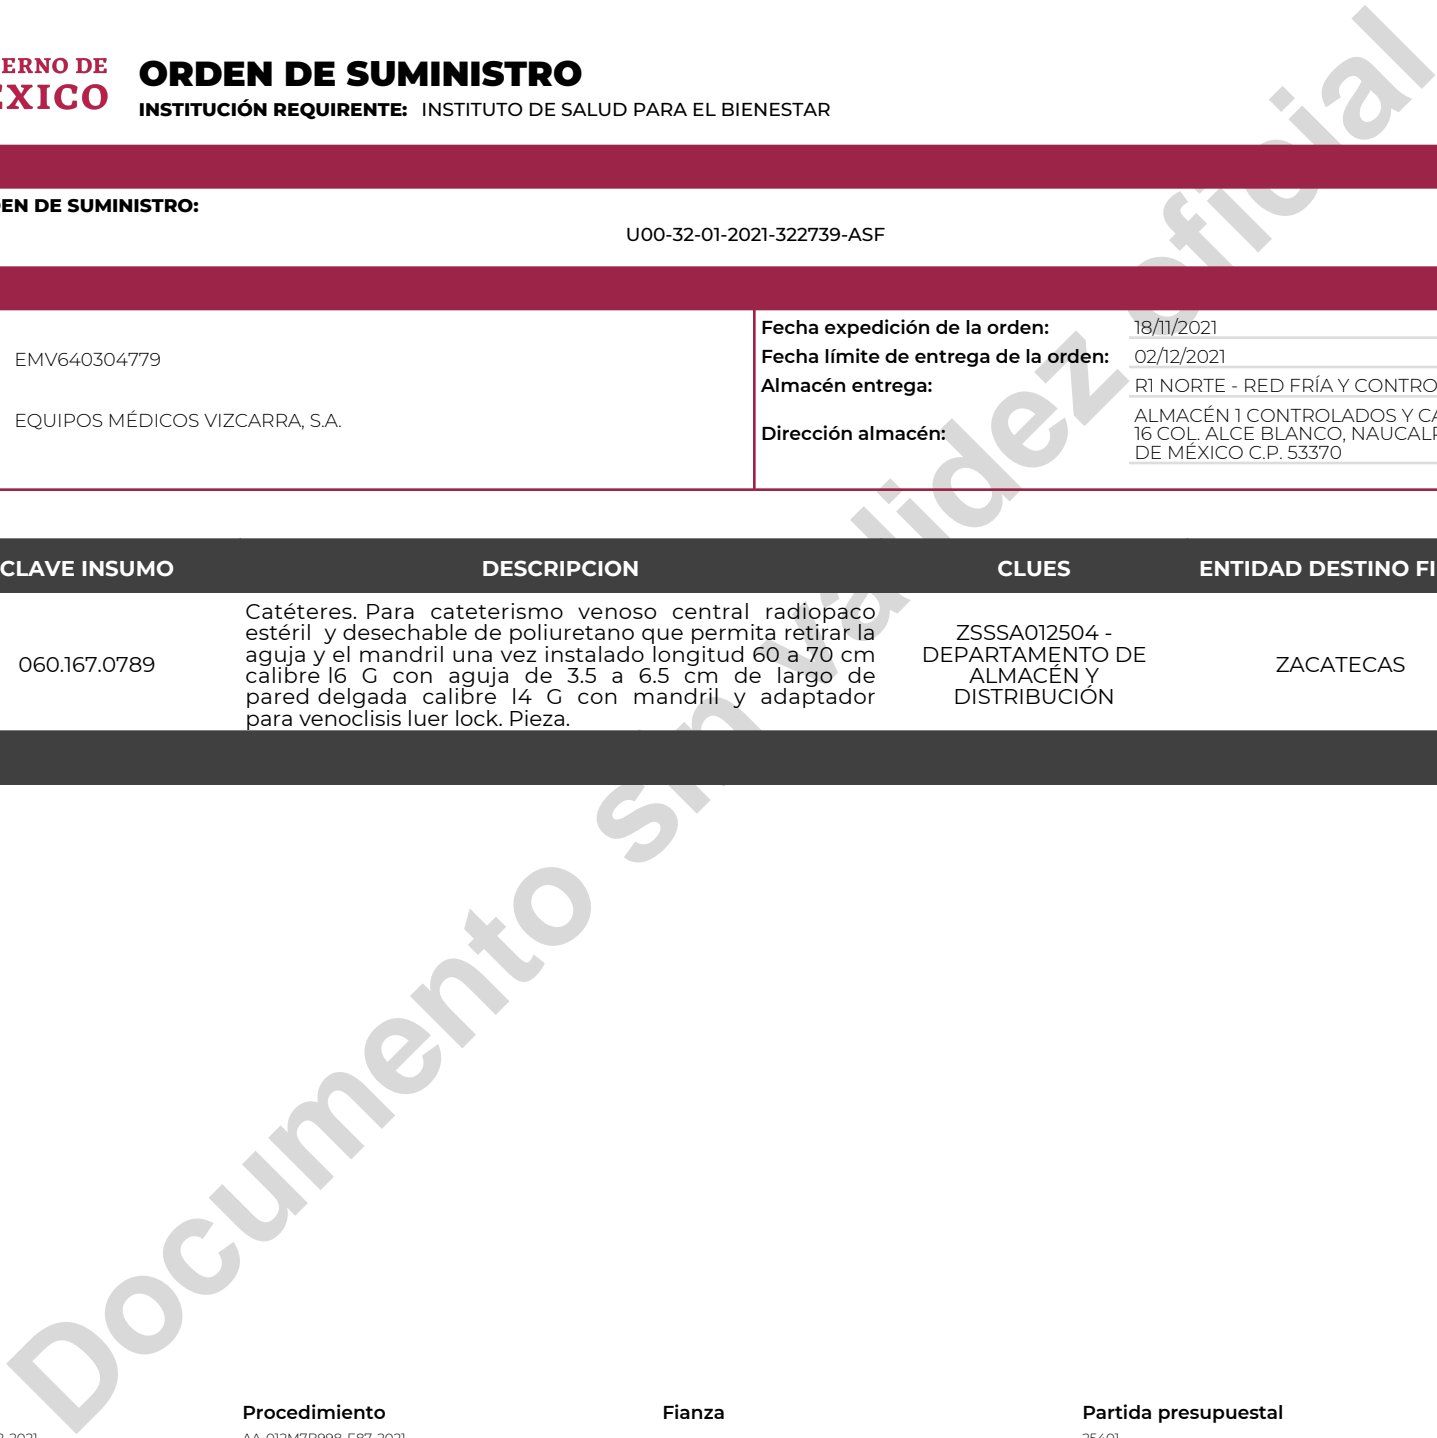 ERNO DE
ÉXICO
ORDEN DE SUMINISTRO
INSTITUCIÓN REQUIRENTE: INSTITUTO DE SALUD PARA EL BIENESTAR
EN DE SUMINISTRO:
U00-32-01-2021-322739-ASF
EMV640304779
EQUIPOS MÉDICOS VIZCARRA, S.A.
Fecha expedición de la orden: 18/11/2021
Fecha límite de entrega de la orden: 02/12/2021
Almacén entrega: R1 NORTE - RED FRÍA Y CONTRO
Dirección almacén:
ALMACÉN 1 CONTROLADOS Y CA
16 COL. ALCE BLANCO, NAUCALP
DE MÉXICO C.P. 53370
CLAVE INSUMO DESCRIPCION CLUES ENTIDAD DESTINO FI
060.167.0789
Catéteres. Para cateterismo venoso central radiopaco
estéril y desechable de poliuretano que permita retirar la
aguja y el mandril una vez instalado longitud 60 a 70 cm
calibre l6 G con aguja de 3.5 a 6.5 cm de largo de
pared delgada calibre l4 G con mandril y adaptador
para venoclisis luer lock. Pieza.
ZSSSA012504 -
DEPARTAMENTO DE
ALMACÉN Y
DISTRIBUCIÓN
ZACATECAS
Documento sin validez oficial
Procedimiento Fianza Partida presupuestal